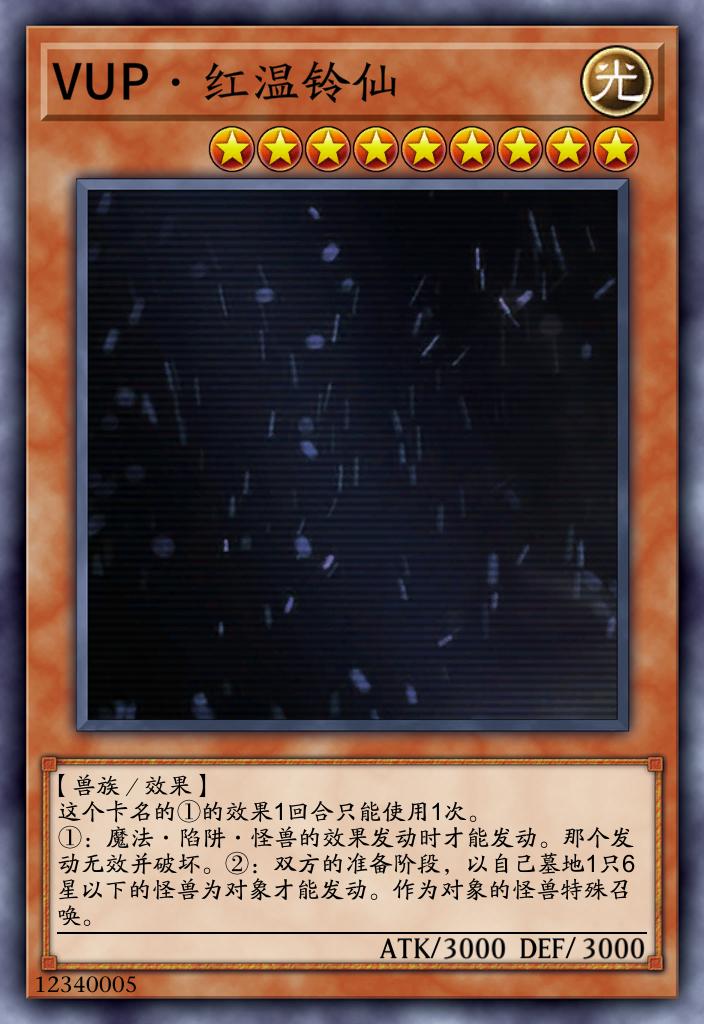 VUP·红温铃仙
光
【兽族／效果】
这个卡名的①的效果1回合只能使用1次。
①：魔法·陷阱·怪兽的效果发动时才能发动。那个发
动无效并破坏。②：双方的准备阶段，以自己墓地1只6
星以下的怪兽为对象才能发动。作为对象的怪兽特殊召
唤。
ATK/3000 DEF/3000
12340005